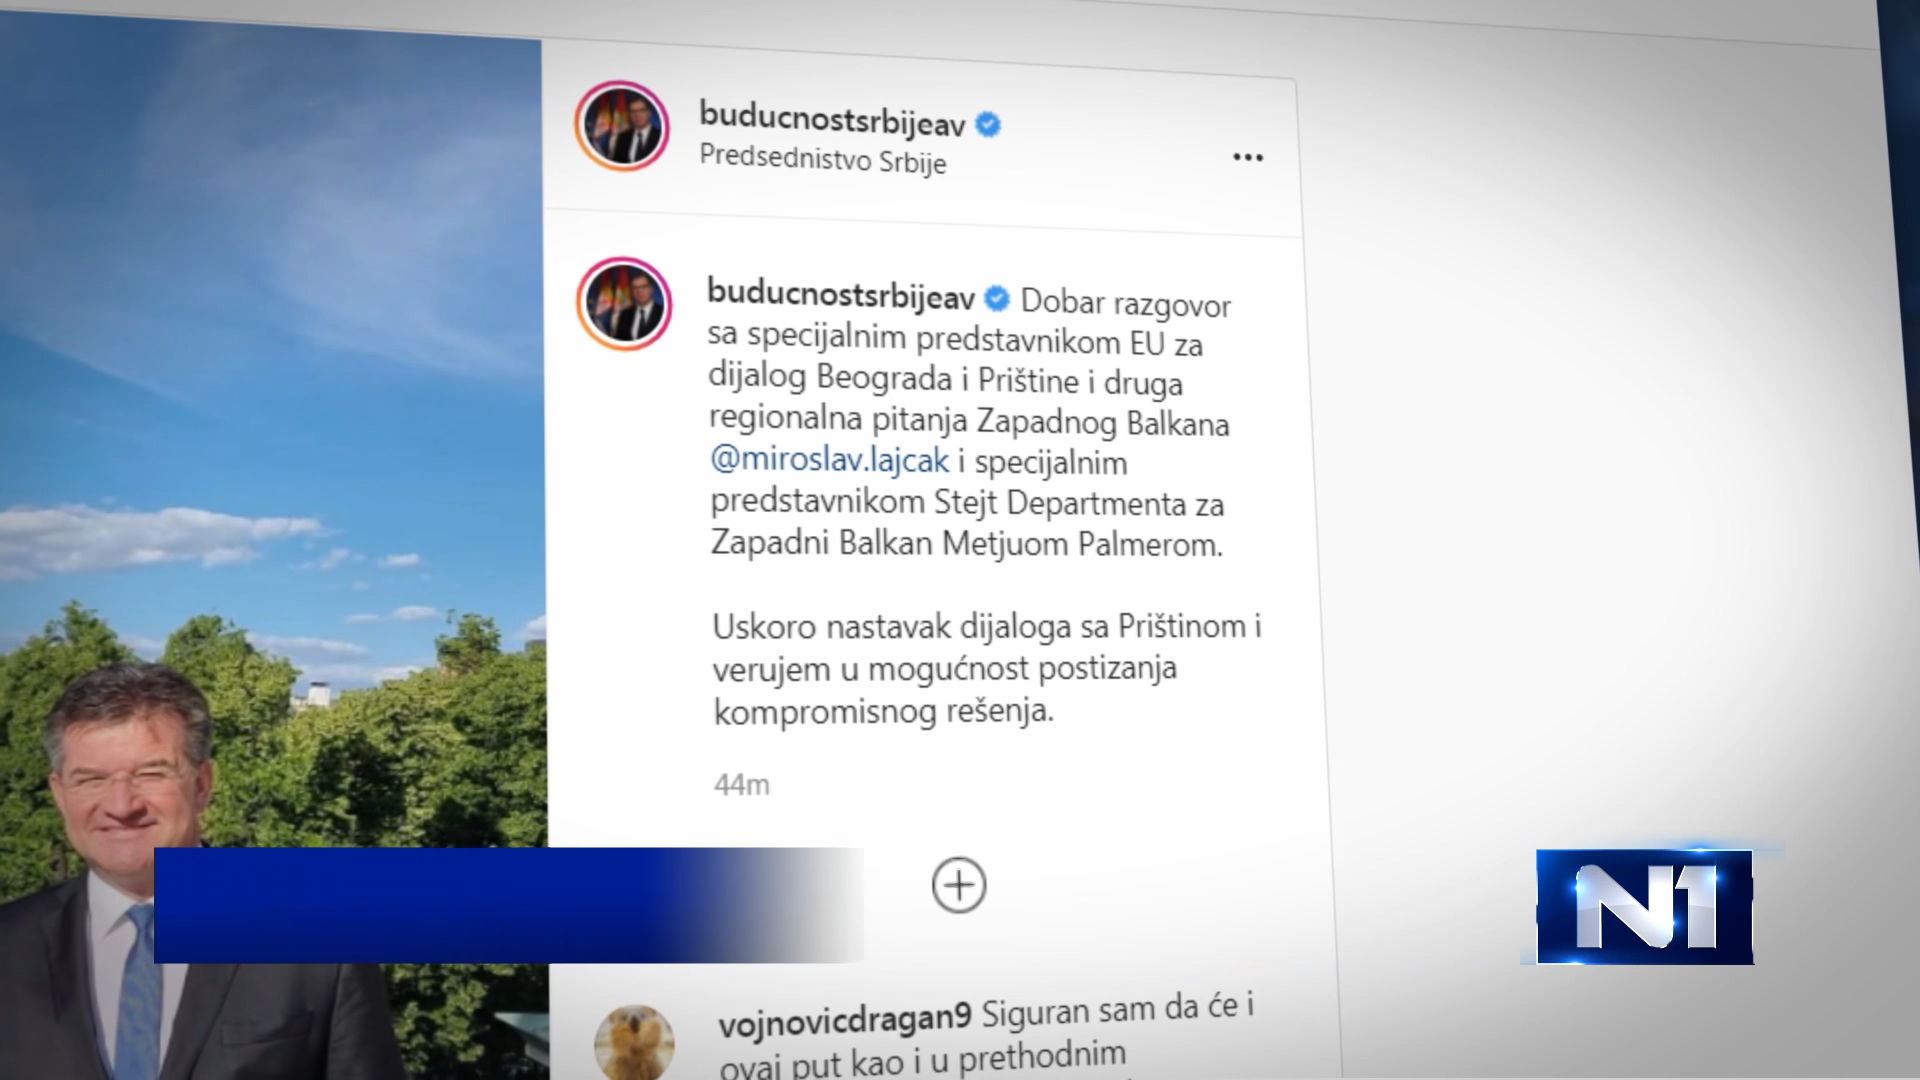 buducnostsrbijeav
Predsednistvo Srbije
buducnostsrbijeav Dobar razgovor
sa specijalnim predstavnikom EU za
dijalog Beograda i Prištine i druga
regionalna pitanja Zapadnog Balkana
@miroslav.lajcak i specijalnim
predstavnikom Stejt Departmenta za
Zapadni Balkan Metjuom Palmerom.
Uskoro nastavak dijaloga sa Prištinom i
verujem u mogućnost postizanja
kompromisnog rešenja.
44m
N1
vojnovicdragan9 Siguran sam da će i
ovaj put kao i u prethodnim